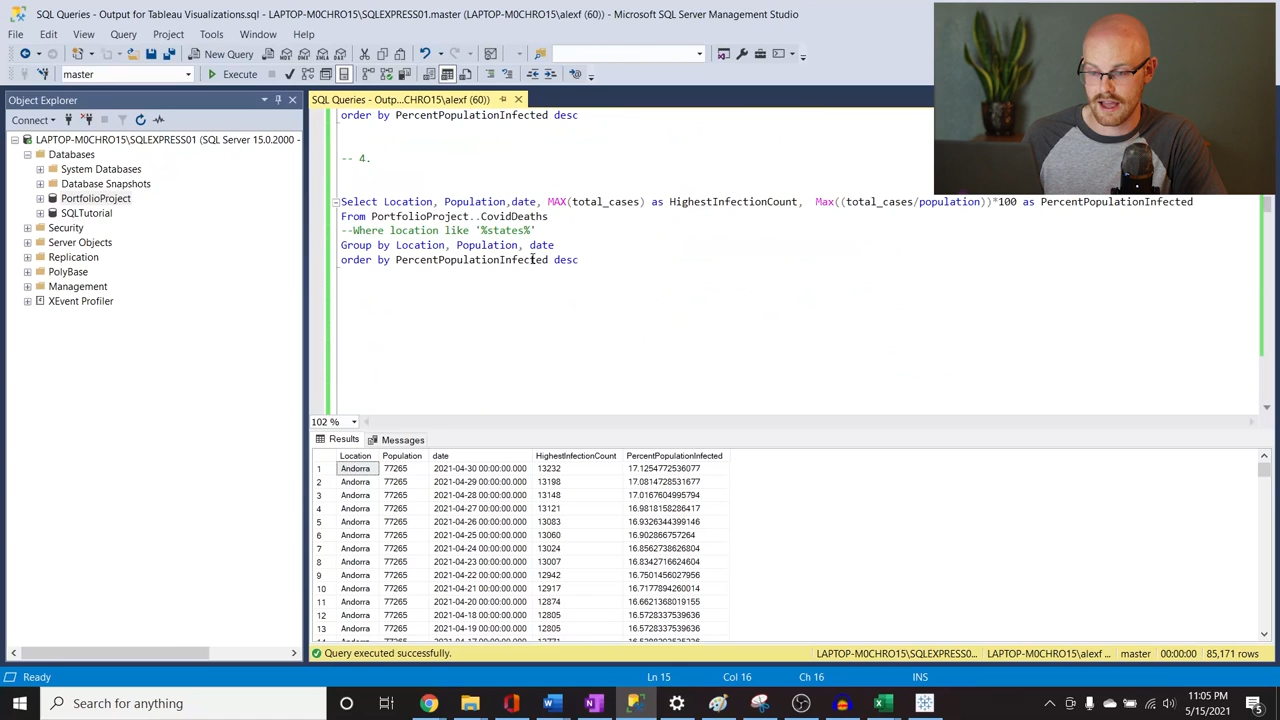 SQL Queries - Output for Tableau Visualizations.sql - LAPTOP-M0CHRO15\SQLEXPRESS01.master (LAPTOP-M0CHRO15\alexf (60)) - Microsoft SQL Server Management Studio
File Edit View Query Project Tools Window Help
New Query
master Execute
Object Explorer
SQL Queries - Outp...CHRO15\alexf (60))
Connect
LAPTOP-M0CHRO15\SQLEXPRESS01 (SQL Server 15.0.2000 -
Databases
System Databases
Database Snapshots
PortfolioProject
SQLTutorial
Security
Server Objects
Replication
PolyBase
Management
XEvent Profiler
order by PercentPopulationInfected desc
-- 4.
Select Location, Population,date, MAX(total_cases) as HighestInfectionCount,  Max((total_cases/population))*100 as PercentPopulationInfected
From PortfolioProject..CovidDeaths
--Where location like '%states%'
Group by Location, Population, date
order by PercentPopulationInfected desc
102 %
Results Messages
Location Population date HighestInfectionCount PercentPopulationInfected
1 Andorra 77265 2021-04-30 00:00:00.000 13232 17.1254772536077
2 Andorra 77265 2021-04-29 00:00:00.000 13198 17.0814728531677
3 Andorra 77265 2021-04-28 00:00:00.000 13148 17.0167604995794
4 Andorra 77265 2021-04-27 00:00:00.000 13121 16.9818158286417
5 Andorra 77265 2021-04-26 00:00:00.000 13083 16.9326344399146
6 Andorra 77265 2021-04-25 00:00:00.000 13060 16.902866757264
7 Andorra 77265 2021-04-24 00:00:00.000 13024 16.8562738626804
8 Andorra 77265 2021-04-23 00:00:00.000 13007 16.8342716624604
9 Andorra 77265 2021-04-22 00:00:00.000 12942 16.7501456027956
10 Andorra 77265 2021-04-21 00:00:00.000 12917 16.7177894260014
11 Andorra 77265 2021-04-20 00:00:00.000 12874 16.6621368019155
12 Andorra 77265 2021-04-18 00:00:00.000 12805 16.5728337539636
13 Andorra 77265 2021-04-19 00:00:00.000 12805 16.5728337539636
Query executed successfully.
LAPTOP-M0CHRO15\SQLEXPRESS0... LAPTOP-M0CHRO15\alexf ... master 00:00:00 85,171 rows
Ready Ln 15 Col 16 Ch 16 INS
Search for anything
11:05 PM
5/15/2021
5